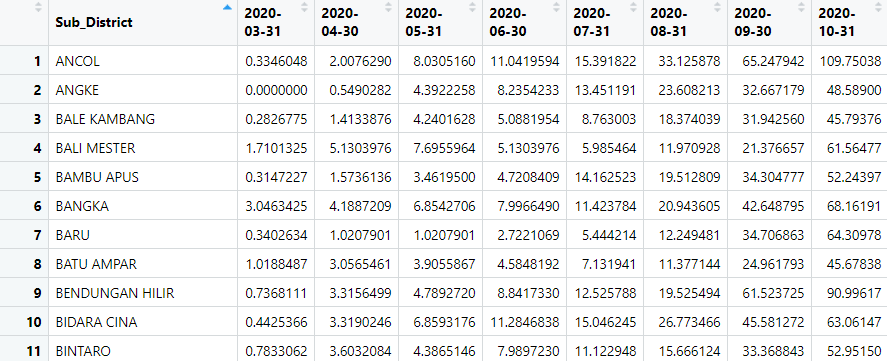 Sub_District 2020-03-31 2020-04-30 2020-05-31 2020-06-30 2020-07-31 2020-08-31 2020-09-30 2020-10-31
1 ANCOL 0.3346048 2.0076290 8.0305160 11.0419594 15.391822 33.125878 65.247942 109.75038
2 ANGKE 0.0000000 0.5490282 4.3922258 8.2354233 13.451191 23.608213 32.667179 48.58900
3 BALE KAMBANG 0.2826775 1.4133876 4.2401628 5.0881954 8.763003 18.374039 31.942560 45.79376
4 BALI MESTER 1.7101325 5.1303976 7.6955964 5.1303976 5.985464 11.970928 21.376657 61.56477
5 BAMBU APUS 0.3147227 1.5736136 3.4619500 4.7208409 14.162523 19.512809 34.304777 52.24397
6 BANGKA 3.0463425 4.1887209 6.8542706 7.9966490 11.423784 20.943605 42.648795 68.16191
7 BARU 0.3402634 1.0207901 1.0207901 2.7221069 5.444214 12.249481 34.706863 64.30978
8 BATU AMPAR 1.0188487 3.0565461 3.9055867 4.5848192 7.131941 11.377144 24.961793 45.67838
9 BENDUNGAN HILIR 0.7368111 3.3156499 4.7892720 8.8417330 12.525788 19.525494 61.523725 90.99617
10 BIDARA CINA 0.4425366 3.3190246 6.8593176 11.2846838 15.046245 26.773466 45.581272 63.06147
11 BINTARO 0.7833062 3.6032084 4.3865146 7.9897230 11.122948 15.666124 33.368843 52.95150